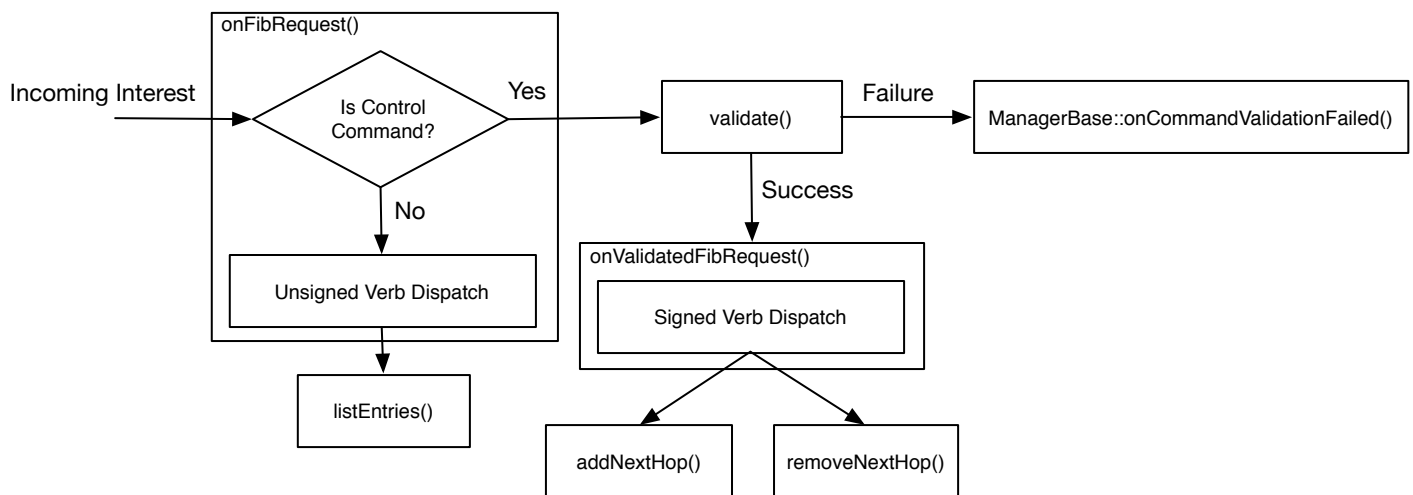 onFibRequest()
Incoming Interest
Is Control
Command?
Yes
validate()
Failure
ManagerBase::onCommandValidationFailed()
No
Success
Unsigned Verb Dispatch
onValidatedFibRequest()
Signed Verb Dispatch
listEntries()
addNextHop()
removeNextHop()